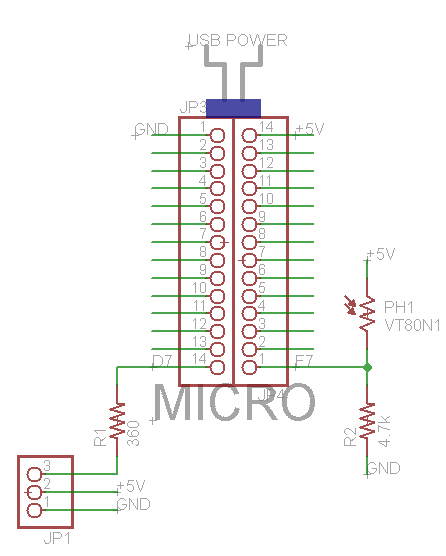 USB POWER
JP3
GND 1 14 +5V
2 13
3 12
4 11
5 10
6 9
7 8
8 7
9 6
10 5
11 4
12 3
13 2
D7 14 1 F7
JP4
MICRO
+5V
PH1
VT80N1
R1
360
R2
4.7k
GND
3
2 +5V
1 GND
JP1